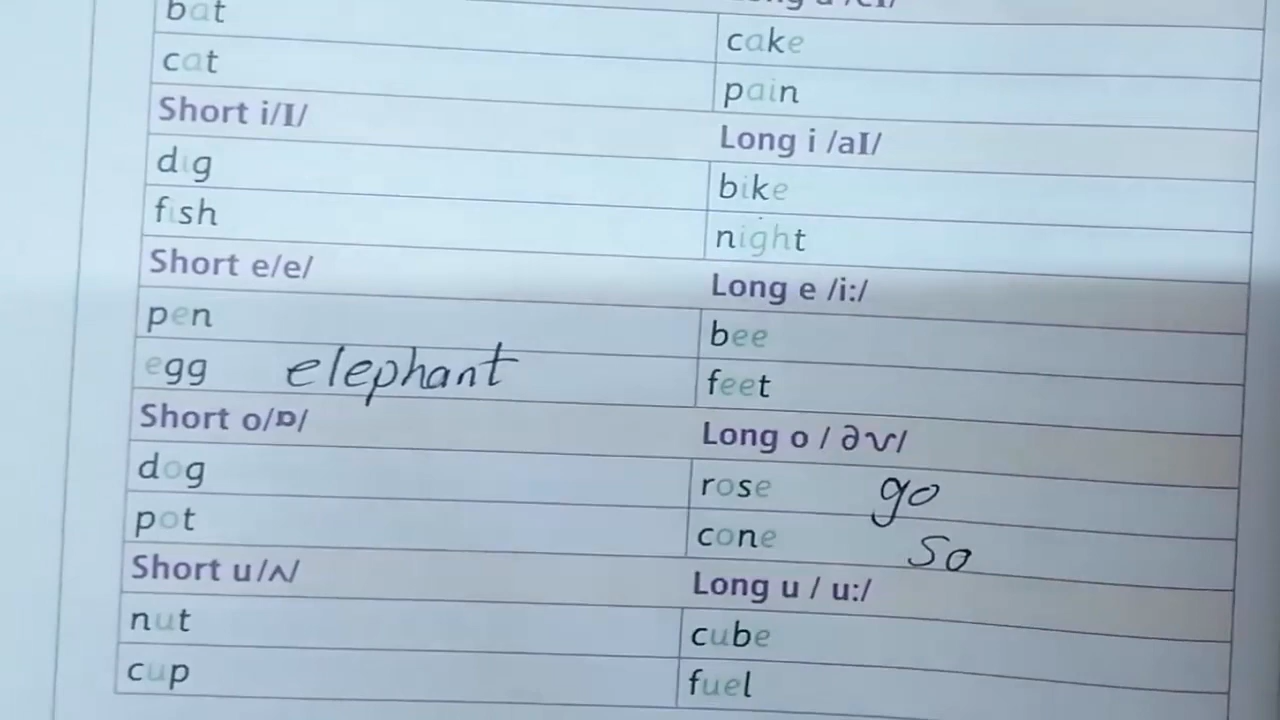 bat
cake
cat
pain
Short i/I/
Long i /aI/
dig
bike
fish
night
Short e/e/
Long e /i:/
pen
bee
egg elephant
feet
Short o/ɒ/
Long o / əʊ/
dog
rose go
pot
cone so
Short u/ʌ/
Long u / u:/
nut
cube
cup
fuel